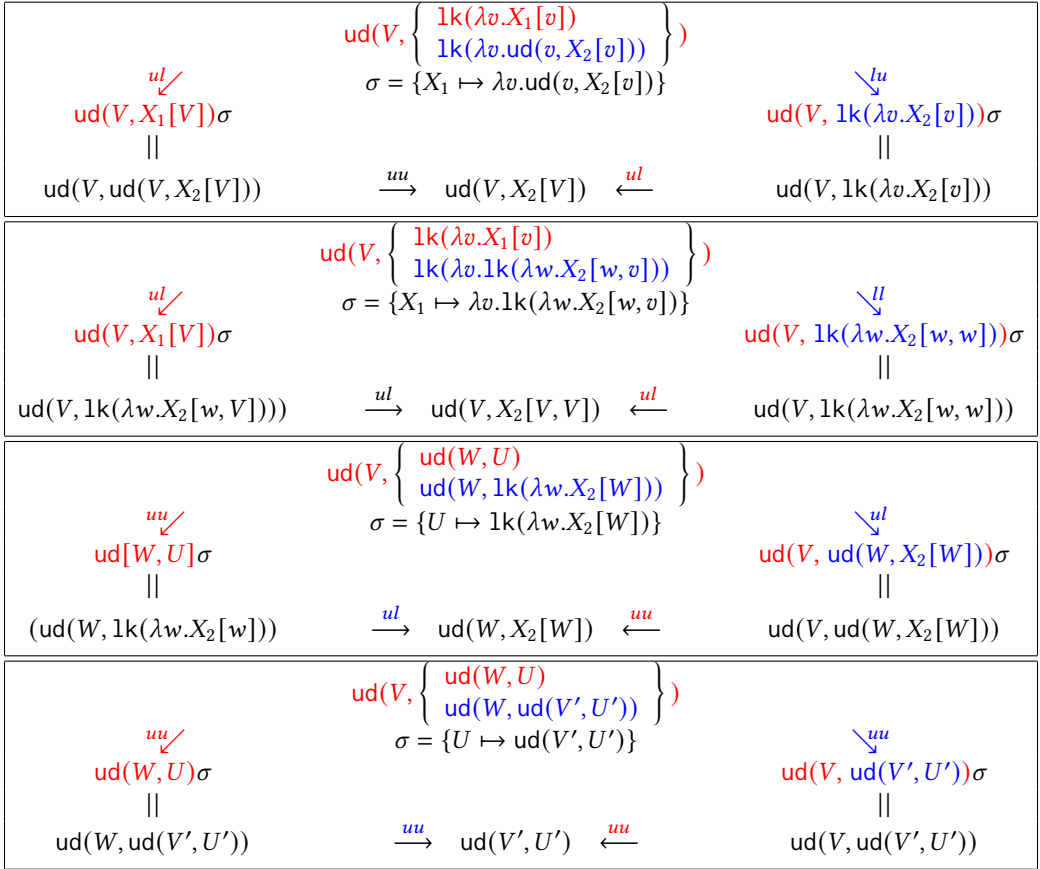 ud(V, { lk(λv.X₁[v])
lk(λv.ud(v, X₂[v])) } )
ul↙ σ = {X₁ ↦ λv.ud(v, X₂[v])} ↘lu
ud(V, X₁[V])σ ud(V, lk(λv.X₂[v]))σ
|| ||
ud(V, ud(V, X₂[V])) —uu→ ud(V, X₂[V]) ←ul— ud(V, lk(λv.X₂[v]))
ud(V, { lk(λv.X₁[v])
lk(λv.lk(λw.X₂[w, v])) } )
ul↙ σ = {X₁ ↦ λv.lk(λw.X₂[w, v])} ↘ll
ud(V, X₁[V])σ ud(V, lk(λw.X₂[w, w]))σ
|| ||
ud(V, lk(λw.X₂[w, V]))) —ul→ ud(V, X₂[V, V]) ←ul— ud(V, lk(λw.X₂[w, w]))
ud(V, { ud(W, U)
ud(W, lk(λw.X₂[W])) } )
uu↙ σ = {U ↦ lk(λw.X₂[W])} ↘ul
ud[W, U]σ ud(V, ud(W, X₂[W]))σ
|| ||
(ud(W, lk(λw.X₂[w])) —ul→ ud(W, X₂[W]) ←uu— ud(V, ud(W, X₂[W]))
ud(V, { ud(W, U)
ud(W, ud(V′, U′)) } )
uu↙ σ = {U ↦ ud(V′, U′)} ↘uu
ud(W, U)σ ud(V, ud(V′, U′))σ
|| ||
ud(W, ud(V′, U′)) —uu→ ud(V′, U′) ←uu— ud(V, ud(V′, U′))